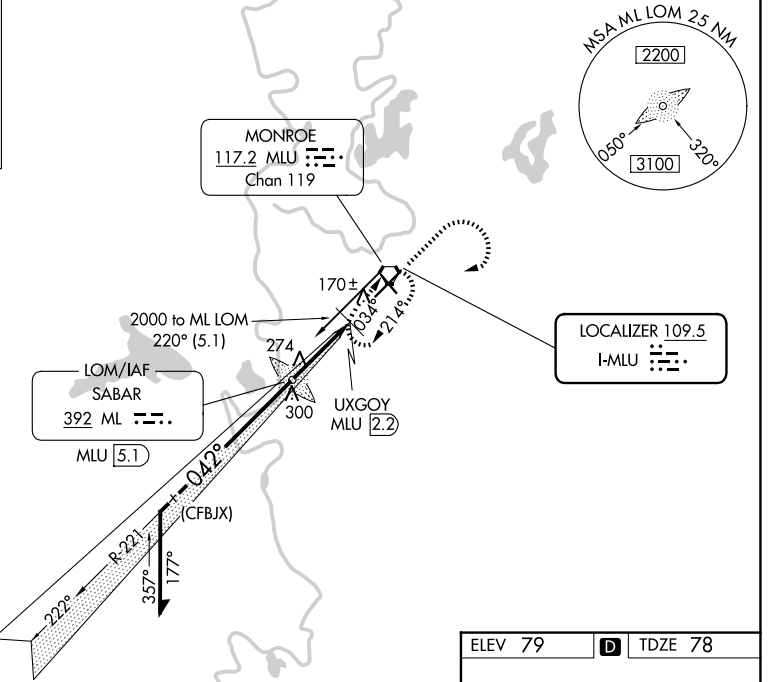 MSA ML LOM 25 NM
2200
050°
320°
3100
MONROE
117.2 MLU
Chan 119
170±
034°
214°
2000 to ML LOM
220° (5.1)
LOCALIZER 109.5
I-MLU
274
LOM/IAF
SABAR
392 ML
300
UXGOY
MLU 2.2
MLU 5.1
042°
(CFBJX)
R-221
222°
357°
177°
ELEV 79 D TDZE 78